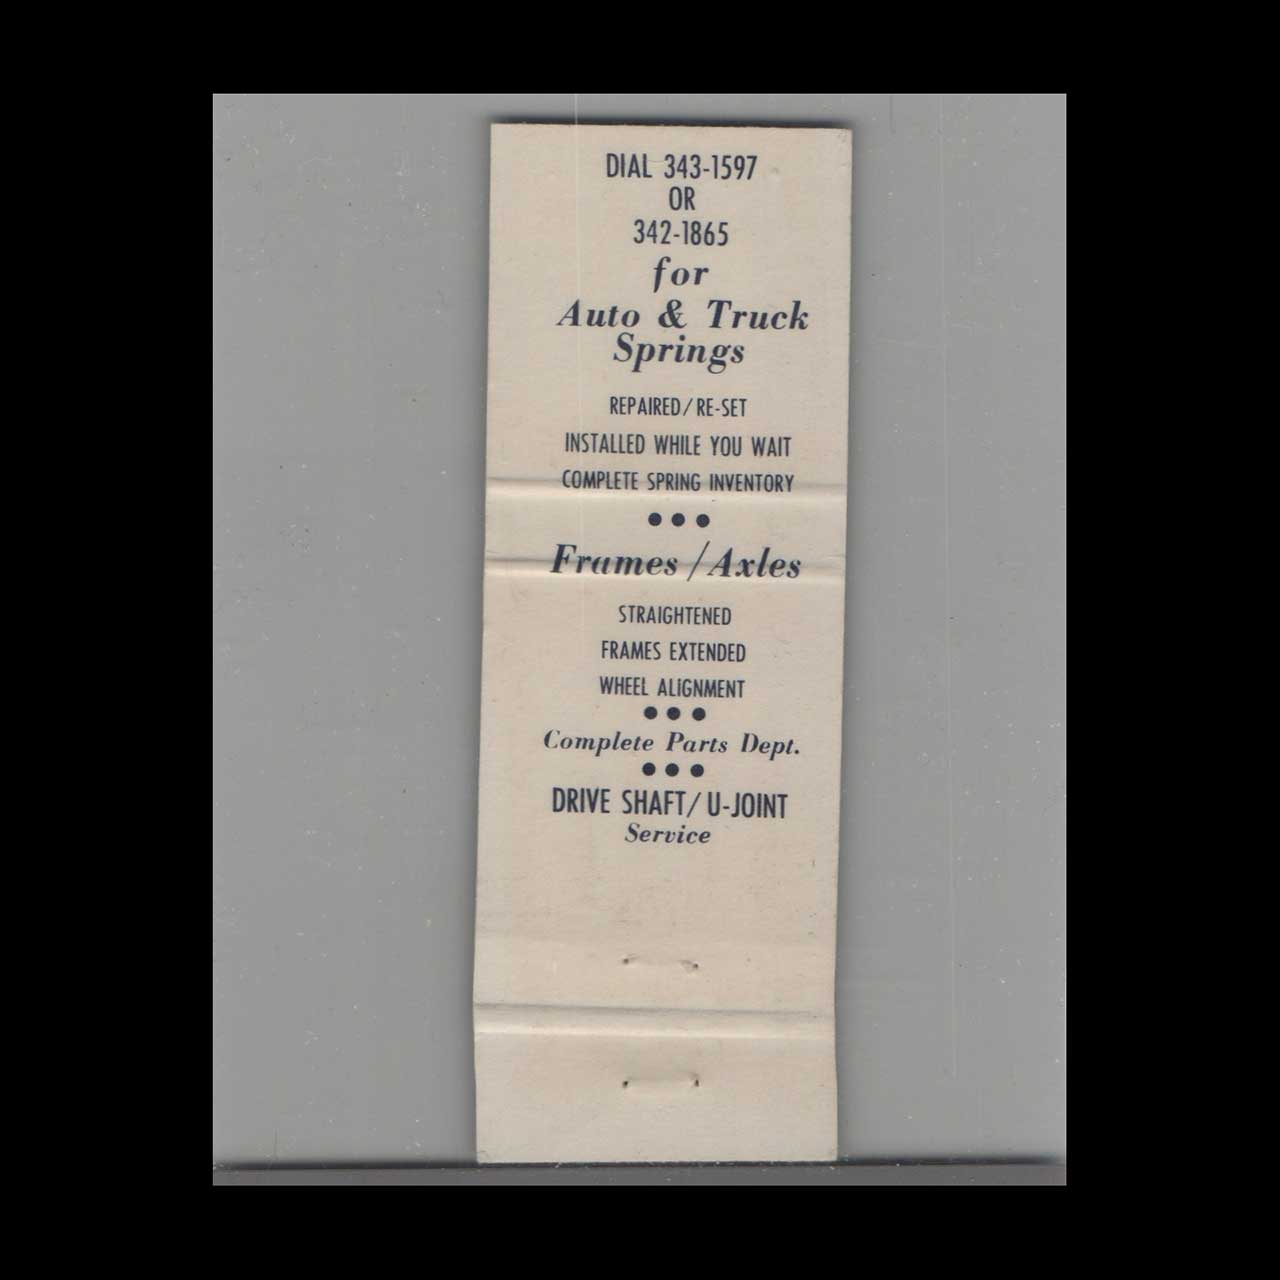 DIAL 343-1597
OR
342-1865
for
Auto & Truck
Springs
REPAIRED/RE-SET
INSTALLED WHILE YOU WAIT
COMPLETE SPRING INVENTORY
● ● ●
Frames/Axles
STRAIGHTENED
FRAMES EXTENDED
WHEEL ALIGNMENT
● ● ●
Complete Parts Dept.
● ● ●
DRIVE SHAFT/U-JOINT
Service